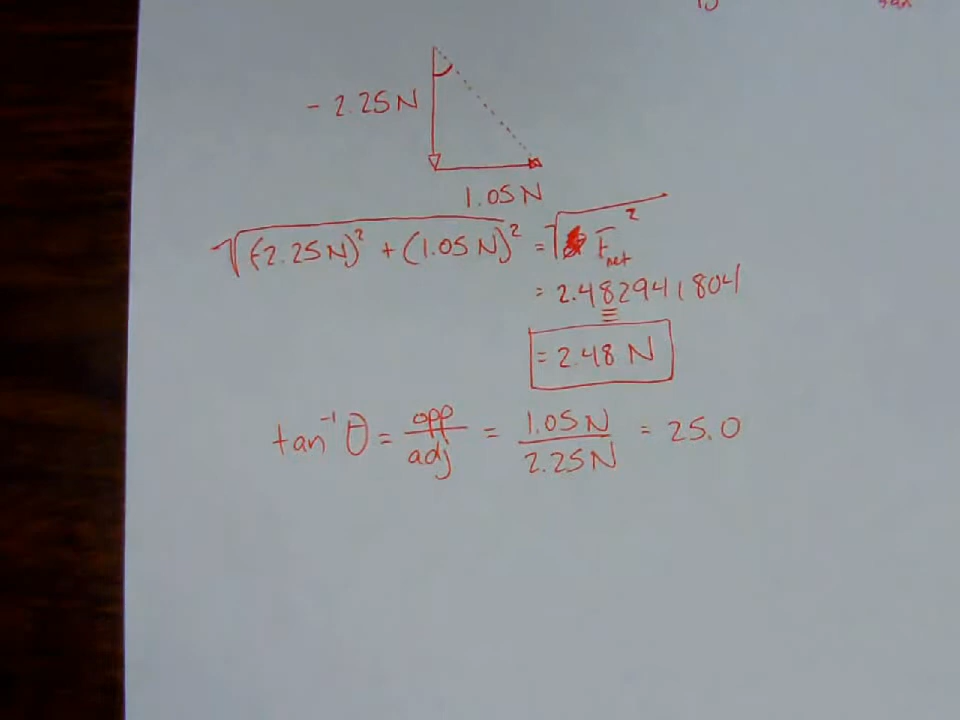 - 2.25N
1.05N
√(-2.25N)² + (1.05N)² = √Fnet²
= 2.482941804
= 2.48 N
tan⁻¹ θ = opp/adj = 1.05N/2.25N = 25.0